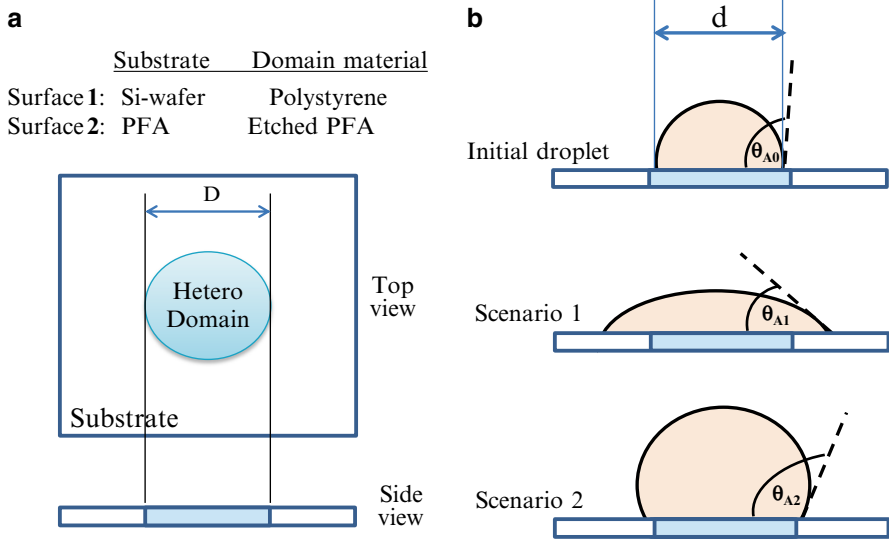 a
Substrate Domain material
Surface 1: Si-wafer Polystyrene
Surface 2: PFA Etched PFA
D
Hetero
Domain
Top
view
Substrate
Side
view
b
d
Initial droplet
θA0
Scenario 1
θA1
Scenario 2
θA2